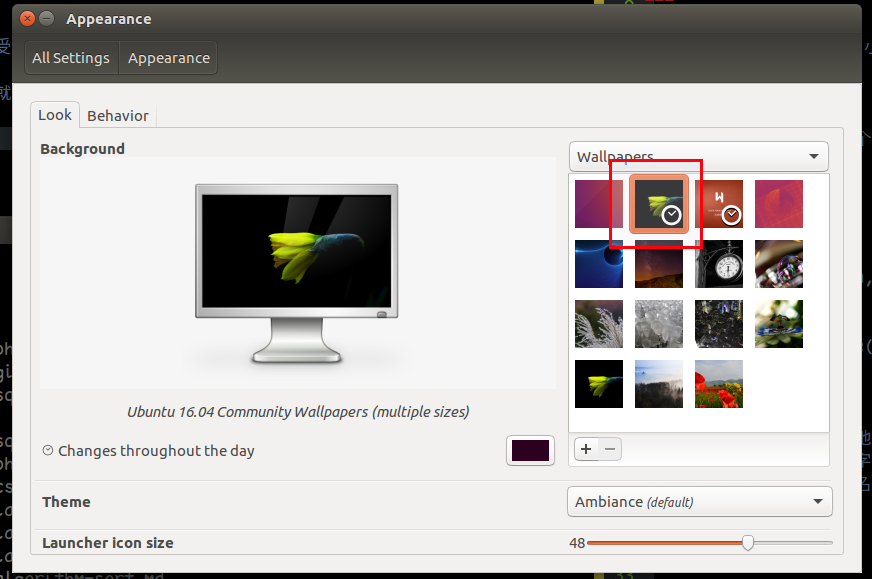 Appearance
All Settings
Appearance
Look
Behavior
Background
Wallpapers
Ubuntu 16.04 Community Wallpapers (multiple sizes)
Changes throughout the day
Theme
Ambiance (default)
Launcher icon size
48